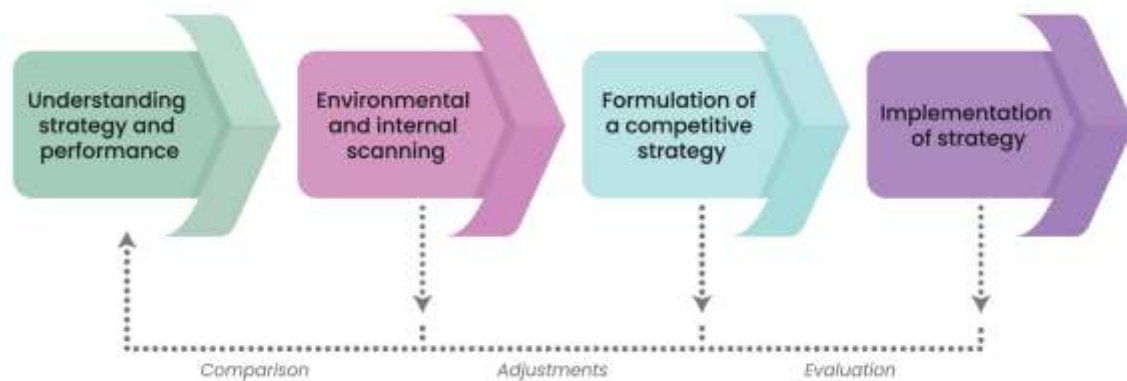 Understanding
strategy and
performance
Environmental
and internal
scanning
Formulation of
a competitive
strategy
Implementation
of strategy
Comparison
Adjustments
Evaluation